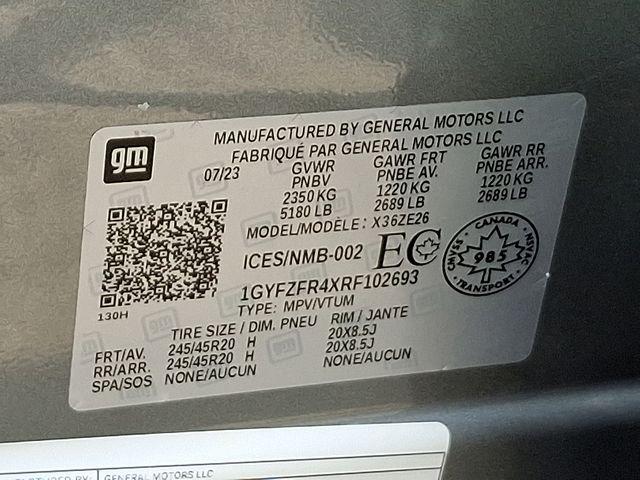 gm
MANUFACTURED BY GENERAL MOTORS LLC
FABRIQUÉ PAR GENERAL MOTORS LLC
07/23 GVWR GAWR FRT GAWR RR
PNBV PNBE AV. PNBE ARR.
2350 KG 1220 KG 1220 KG
5180 LB 2689 LB 2689 LB
MODEL/MODÈLE: X36ZE26
ICES/NMB-002 EC
CANADA
CMVSS 985 NSVAC
TRANSPORT
1GYFZFR4XRF102693
130H
TYPE: MPV/VTUM
TIRE SIZE / DIM. PNEU RIM / JANTE
FRT/AV. 245/45R20 H 20X8.5J
RR/ARR. 245/45R20 H 20X8.5J
SPA/SOS NONE/AUCUN NONE/AUCUN
BY: GENERAL MOTORS LLC